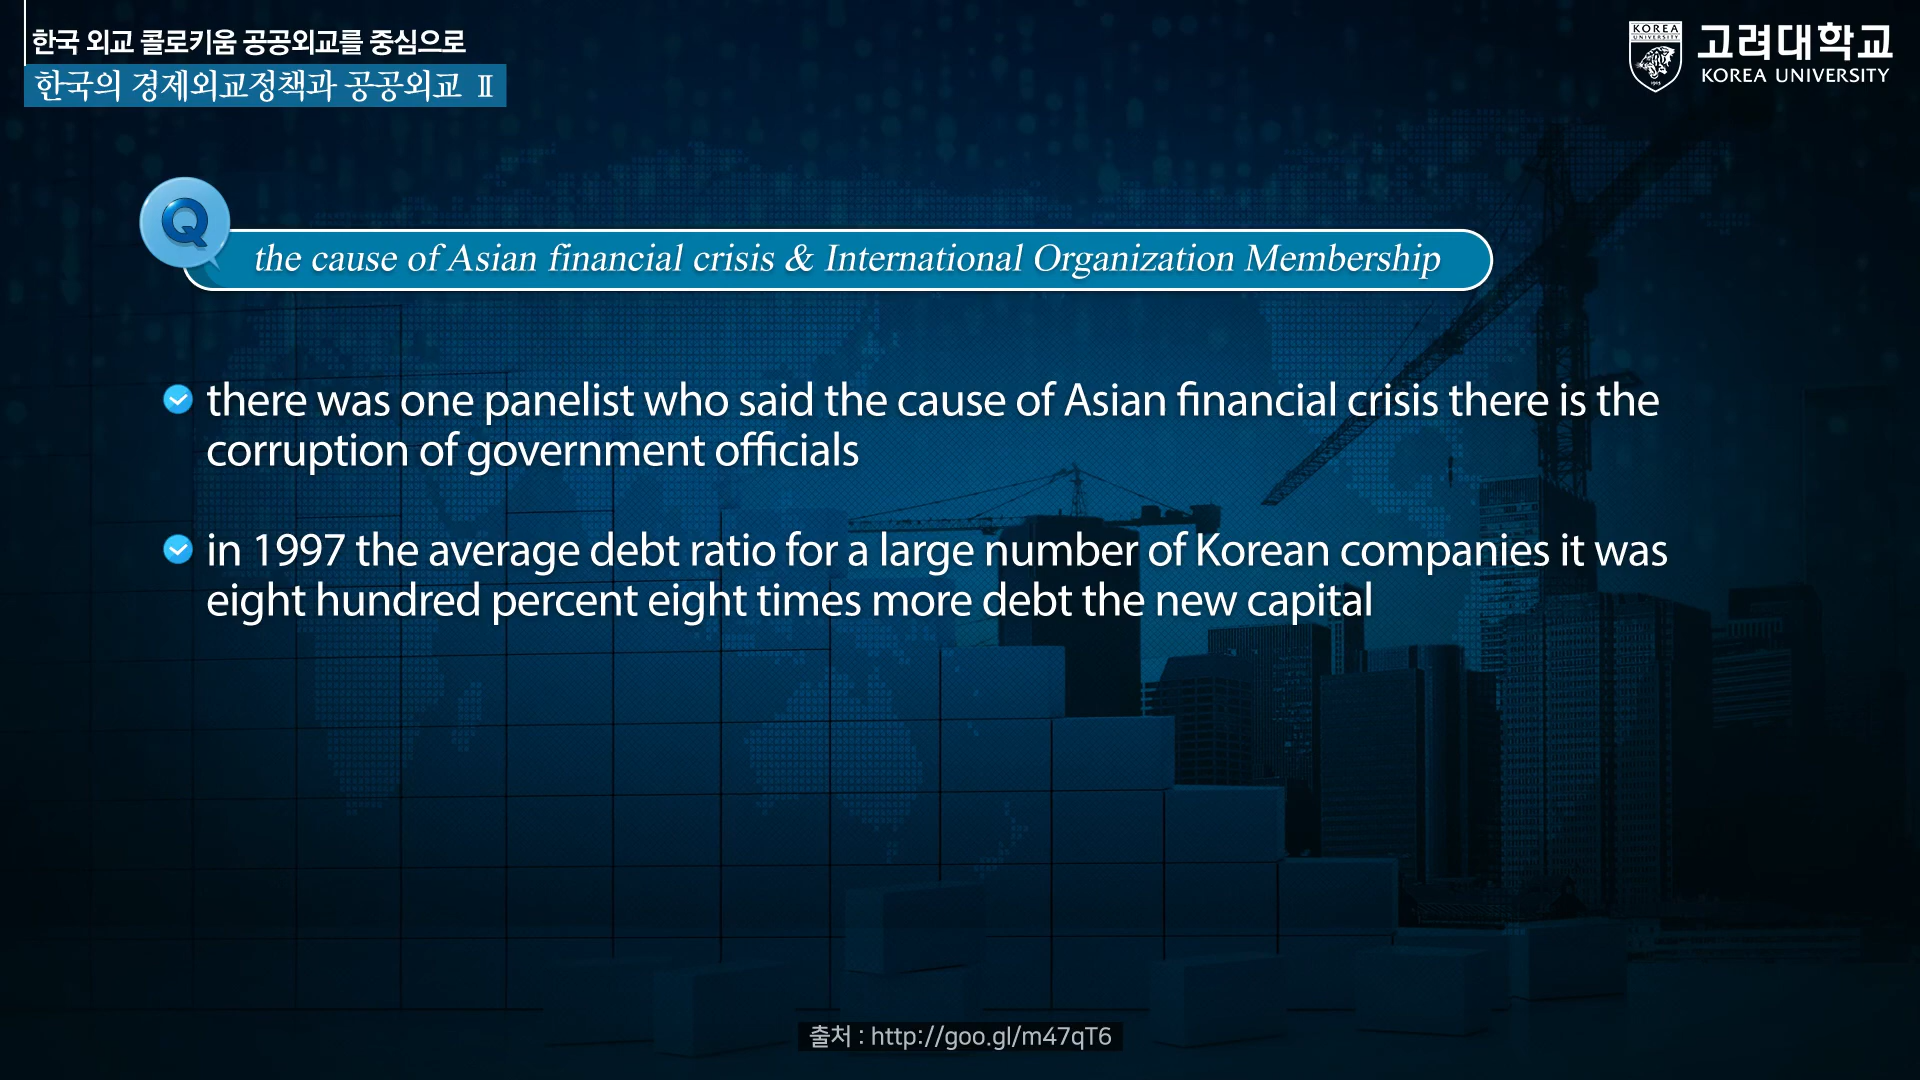 한국 외교 콜로키움 공공외교를 중심으로
한국의 경제외교정책과 공공외교 Ⅱ
KOREA
UNIVERSITY
1905
고려대학교
KOREA UNIVERSITY
Q
the cause of Asian financial crisis & International Organization Membership
there was one panelist who said the cause of Asian financial crisis there is the
corruption of government officials
in 1997 the average debt ratio for a large number of Korean companies it was
eight hundred percent eight times more debt the new capital
출처 : http://goo.gl/m47qT6